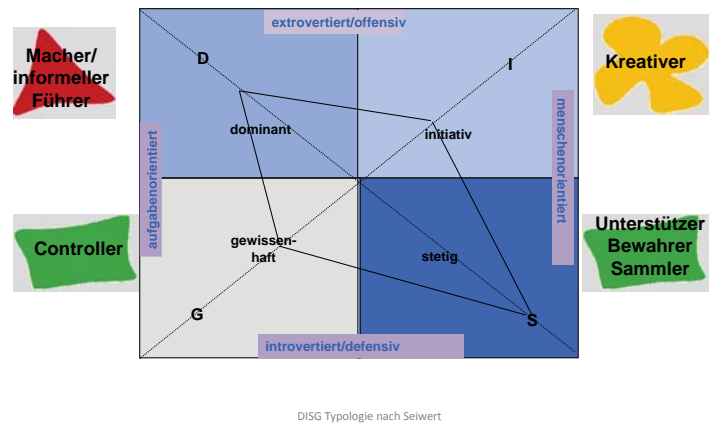 extrovertiert/offensiv
Macher/
informeller
Führer
D
I
Kreativer
dominant
initiativ
aufgabenorientiert
menschenorientiert
Controller
gewissen-
haft
stetig
Unterstützer
Bewahrer
Sammler
G
S
introvertiert/defensiv
DISG Typologie nach Seiwert